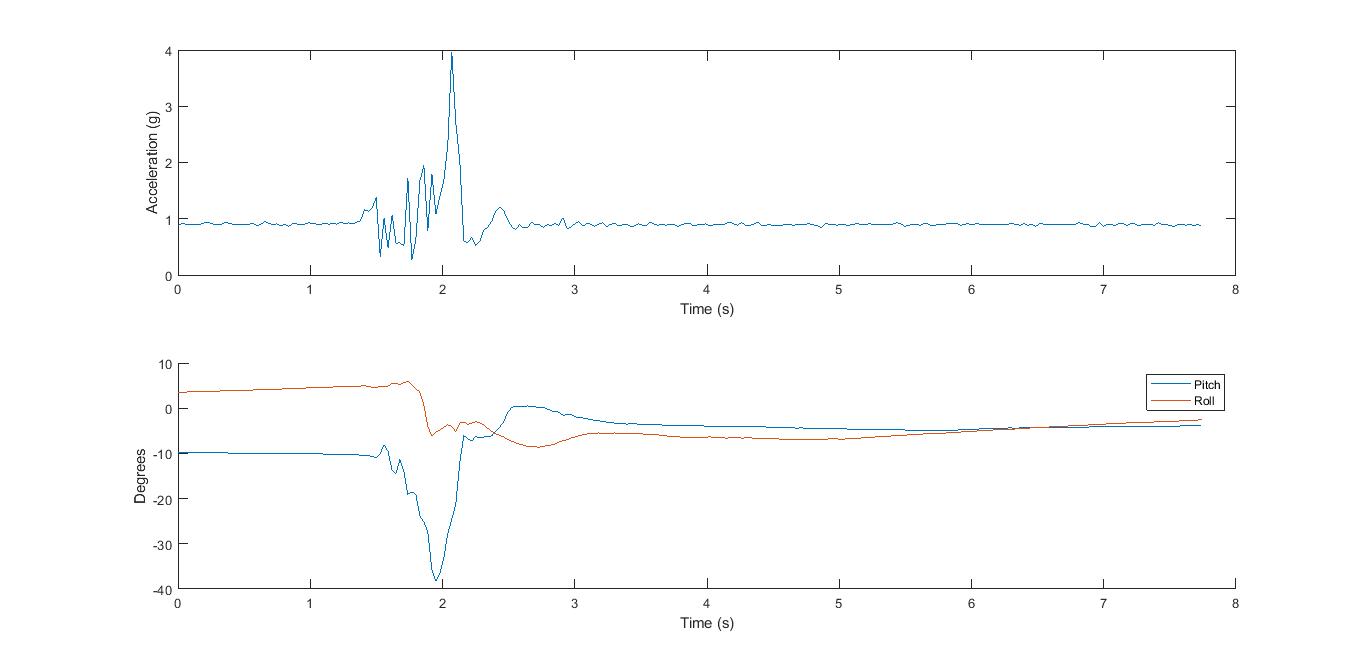 4
3
2
1
0
Acceleration (g)
0 1 2 3 4 5 6 7 8
Time (s)
10
0
-10
-20
-30
-40
Degrees
Pitch
Roll
0 1 2 3 4 5 6 7 8
Time (s)